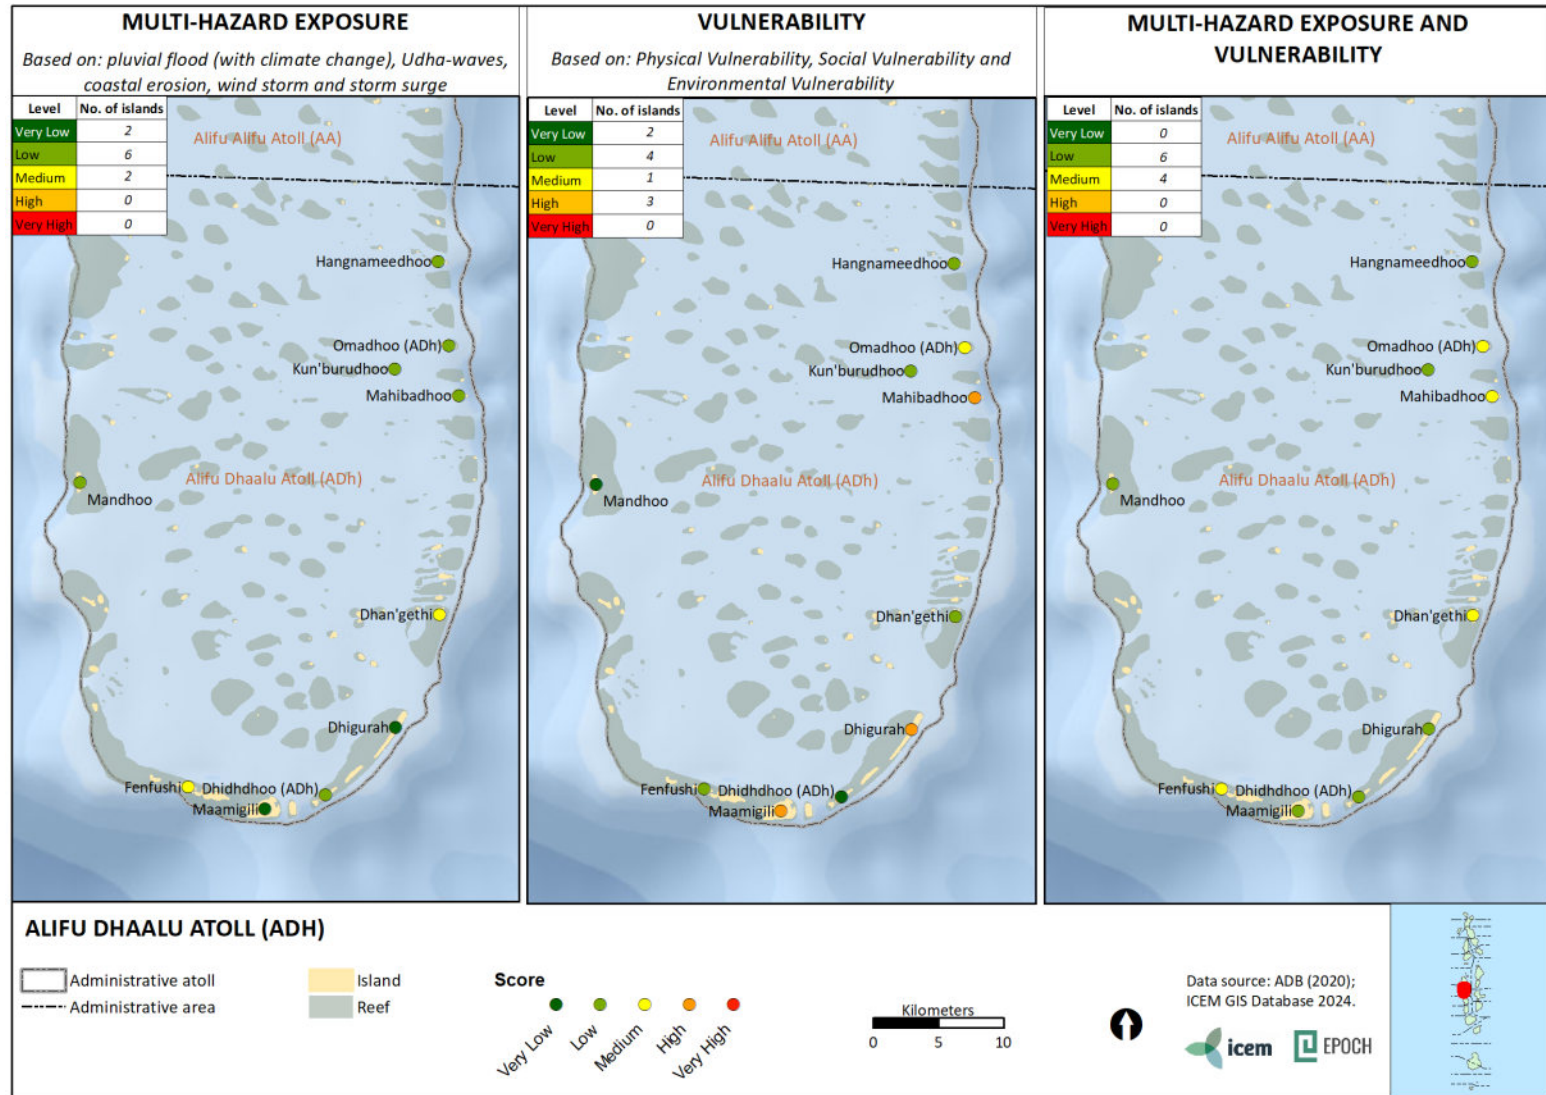 MULTI-HAZARD EXPOSURE
Based on: pluvial flood (with climate change), Udha-waves,
coastal erosion, wind storm and storm surge
Level No. of islands
Very Low 2
Low 6
Medium 2
High 0
Very High 0
Alifu Alifu Atoll (AA)
Hangnameedhoo
Omadhoo (ADh)
Kun'burudhoo
Mahibadhoo
Alifu Dhaalu Atoll (ADh)
Mandhoo
Dhan'gethi
Dhigurah
Fenfushi
Dhidhdhoo (ADh)
Maamigili
VULNERABILITY
Based on: Physical Vulnerability, Social Vulnerability and
Environmental Vulnerability
Level No. of islands
Very Low 2
Low 4
Medium 1
High 3
Very High 0
Alifu Alifu Atoll (AA)
Hangnameedhoo
Omadhoo (ADh)
Kun'burudhoo
Mahibadhoo
Alifu Dhaalu Atoll (ADh)
Mandhoo
Dhan'gethi
Dhigurah
Fenfushi
Dhidhdhoo (ADh)
Maamigili
MULTI-HAZARD EXPOSURE AND
VULNERABILITY
Level No. of islands
Very Low 0
Low 6
Medium 4
High 0
Very High 0
Alifu Alifu Atoll (AA)
Hangnameedhoo
Omadhoo (ADh)
Kun'burudhoo
Mahibadhoo
Alifu Dhaalu Atoll (ADh)
Mandhoo
Dhan'gethi
Dhigurah
Fenfushi
Dhidhdhoo (ADh)
Maamigili
ALIFU DHAALU ATOLL (ADH)
Administrative atoll
Administrative area
Island
Reef
Score
Very Low
Low
Medium
High
Very High
Kilometers
0 5 10
Data source: ADB (2020);
ICEM GIS Database 2024.
icem
EPOCH